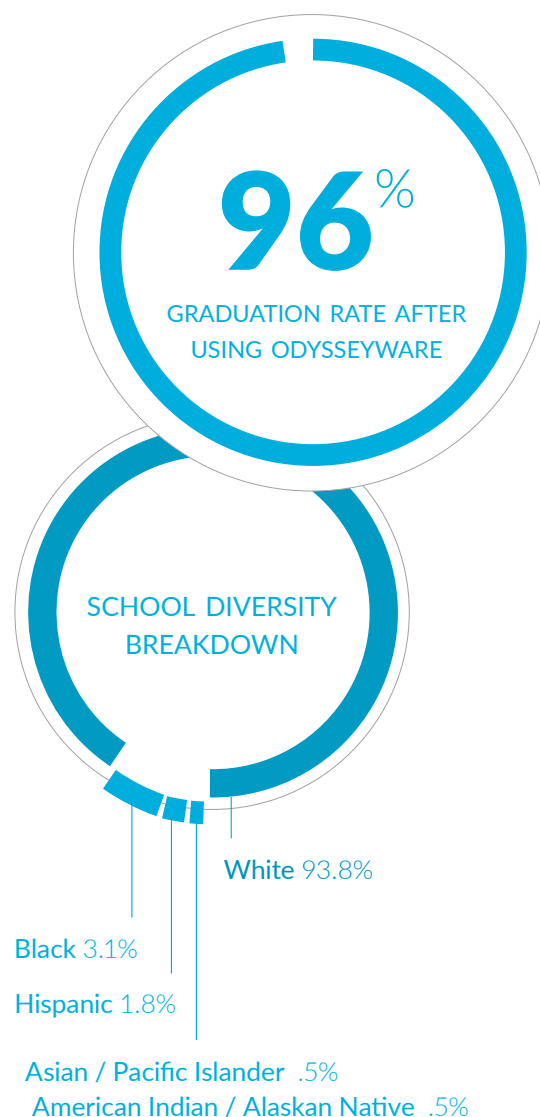 96%
GRADUATION RATE AFTER
USING ODYSSEYWARE
SCHOOL DIVERSITY
BREAKDOWN
White 93.8%
Black 3.1%
Hispanic 1.8%
Asian / Pacific Islander .5%
American Indian / Alaskan Native .5%